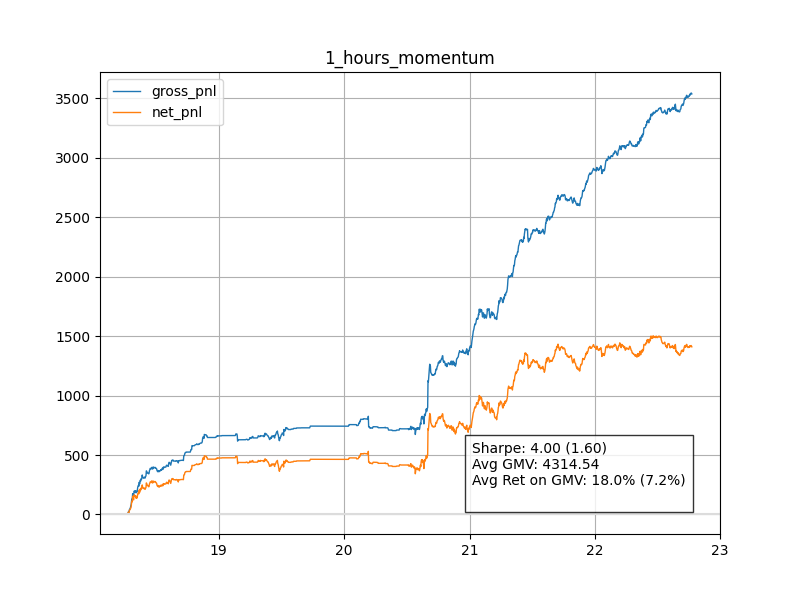 1_hours_momentum
gross_pnl
net_pnl
3500
3000
2500
2000
1500
1000
500
0
Sharpe: 4.00 (1.60)
Avg GMV: 4314.54
Avg Ret on GMV: 18.0% (7.2%)
19 20 21 22 23